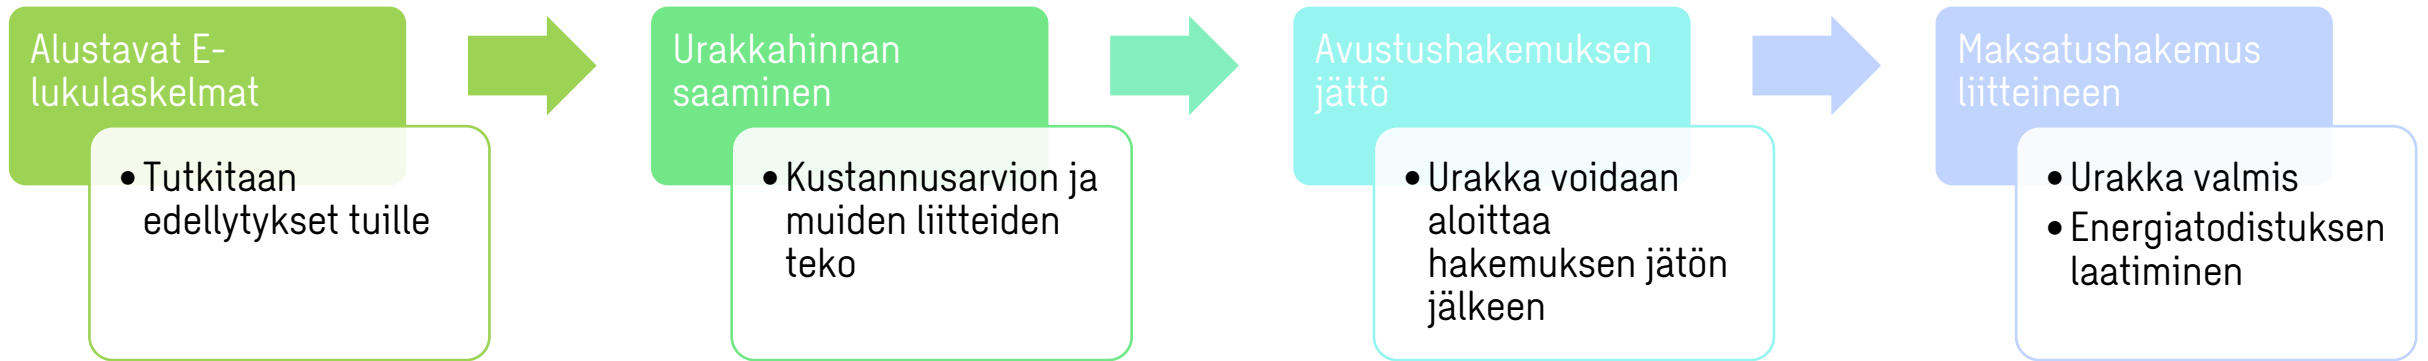 Alustavat E-
lukulaskelmat
• Tutkitaan
edellytykset tuille
Urakkahinnan
saaminen
• Kustannusarvion ja
muiden liitteiden
teko
Avustushakemuksen
jättö
• Urakka voidaan
aloittaa
hakemuksen jätön
jälkeen
Maksatushakemus
liitteineen
• Urakka valmis
• Energiatodistuksen
laatiminen